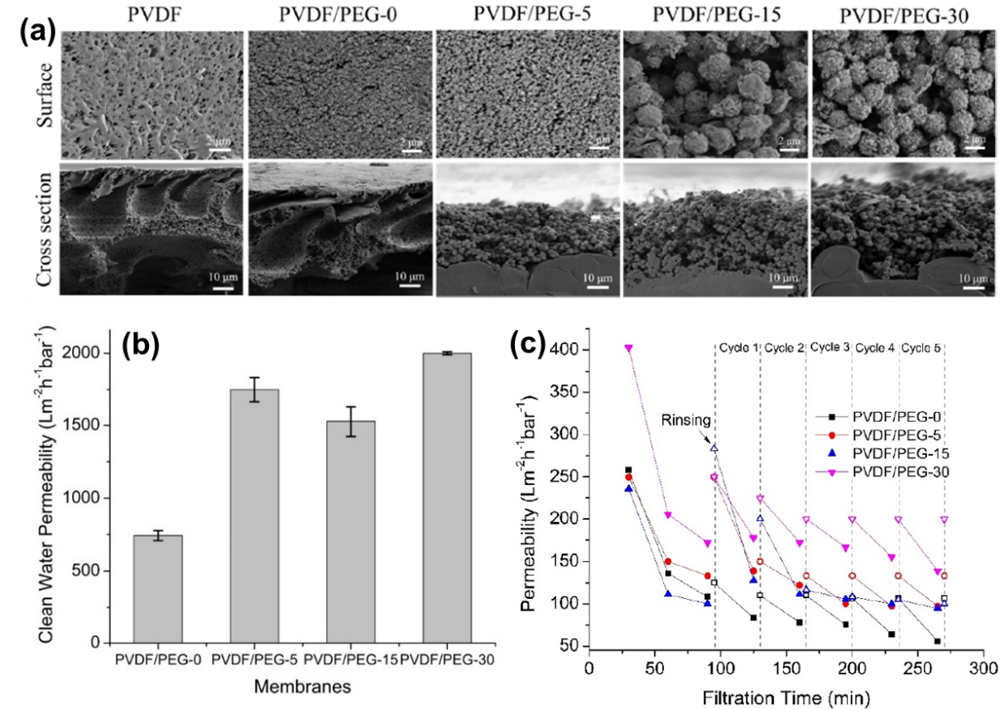 (a)
PVDF PVDF/PEG-0 PVDF/PEG-5 PVDF/PEG-15 PVDF/PEG-30
Surface
2 μm 2 μm 2 μm 2 μm 2 μm
Cross section
10 μm 10 μm 10 μm 10 μm 10 μm
(b)
Clean Water Permeability (Lm⁻²h⁻¹bar⁻¹)
2000
1500
1000
500
0
PVDF/PEG-0 PVDF/PEG-5 PVDF/PEG-15 PVDF/PEG-30
Membranes
(c)
Permeability (Lm⁻²h⁻¹bar⁻¹)
400
350
300
250
200
150
100
50
Cycle 1 Cycle 2 Cycle 3 Cycle 4 Cycle 5
Rinsing
PVDF/PEG-0
PVDF/PEG-5
PVDF/PEG-15
PVDF/PEG-30
0 50 100 150 200 250 300
Filtration Time (min)